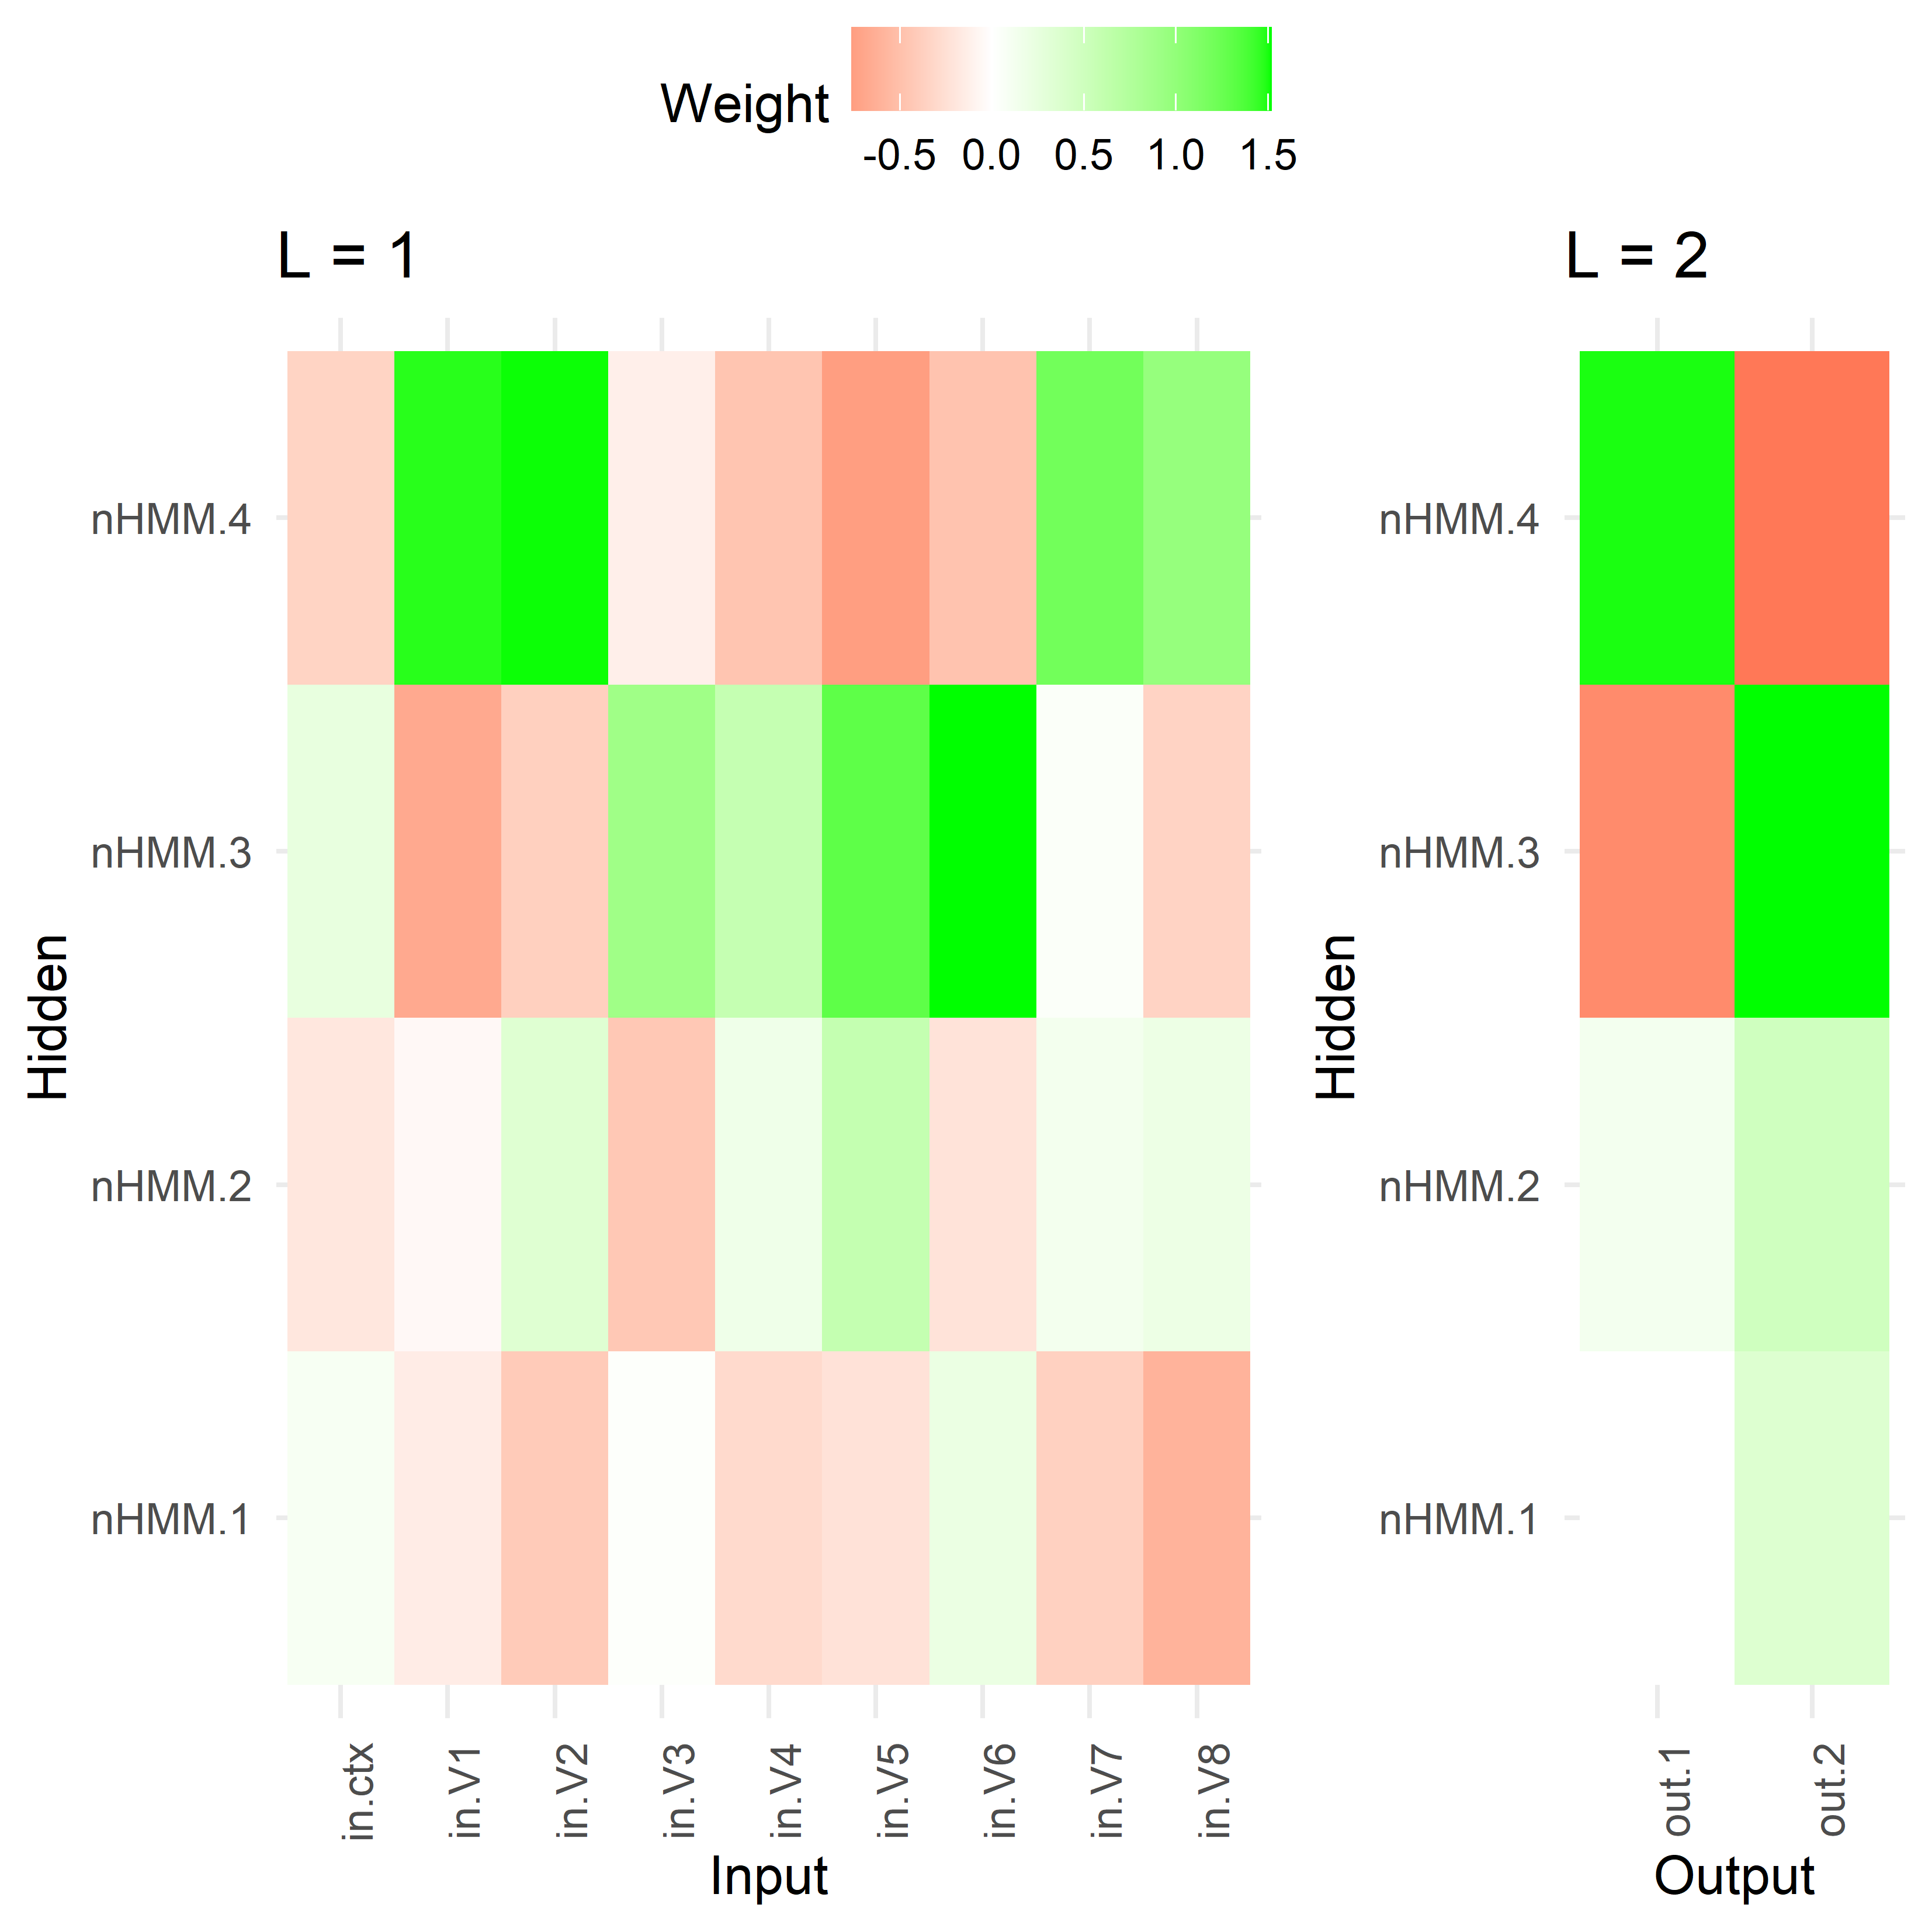 Weight
-0.5 0.0 0.5 1.0 1.5
L = 1
L = 2
Hidden
nHMM.4
nHMM.3
nHMM.2
nHMM.1
in.ctx
in.V1
in.V2
in.V3
in.V4
in.V5
in.V6
in.V7
in.V8
Input
Hidden
nHMM.4
nHMM.3
nHMM.2
nHMM.1
out.1
out.2
Output